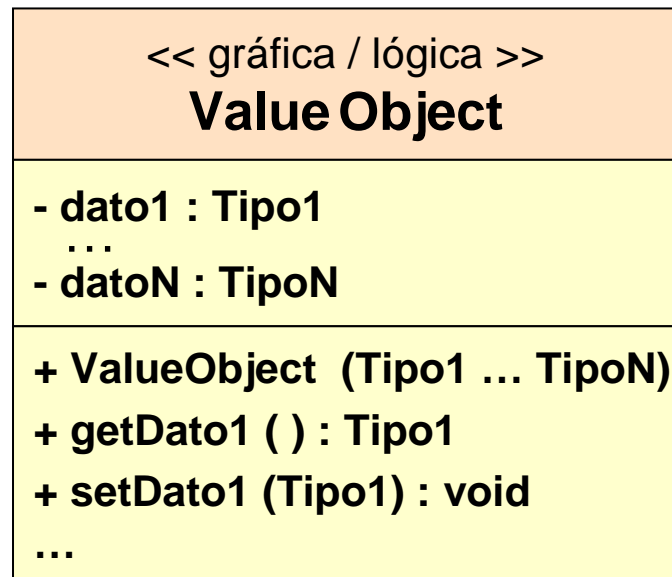 << gráfica / lógica >>
Value Object
- dato1 : Tipo1
...
- datoN : TipoN
+ ValueObject (Tipo1 … TipoN)
+ getDato1 ( ) : Tipo1
+ setDato1 (Tipo1) : void
…